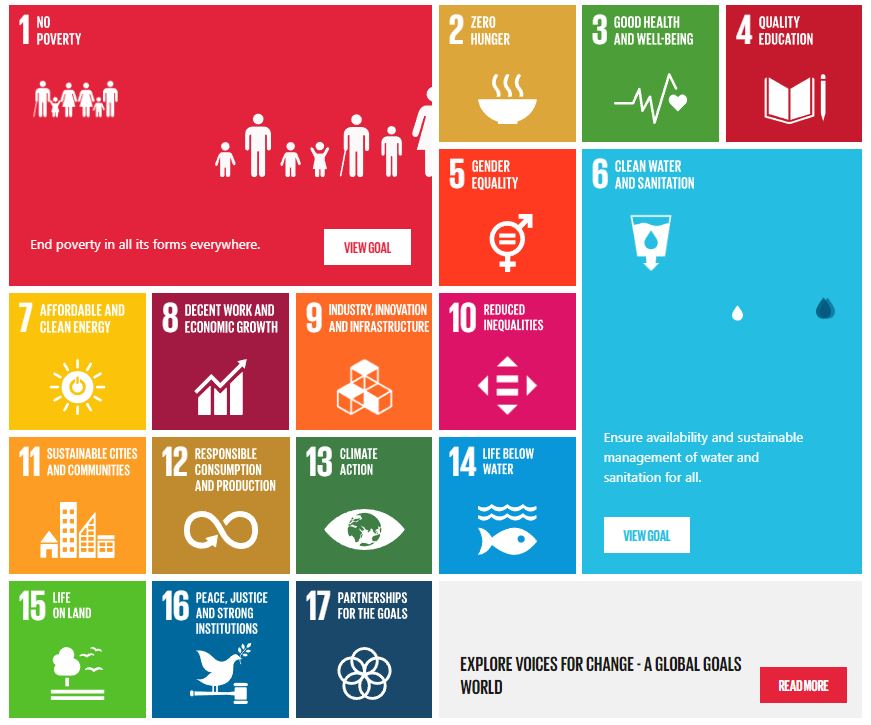 1 NO
POVERTY
End poverty in all its forms everywhere.
VIEW GOAL
2 ZERO
HUNGER
3 GOOD HEALTH
AND WELL-BEING
4 QUALITY
EDUCATION
5 GENDER
EQUALITY
6 CLEAN WATER
AND SANITATION
Ensure availability and sustainable
management of water and
sanitation for all.
VIEW GOAL
7 AFFORDABLE AND
CLEAN ENERGY
8 DECENT WORK AND
ECONOMIC GROWTH
9 INDUSTRY, INNOVATION
AND INFRASTRUCTURE
10 REDUCED
INEQUALITIES
11 SUSTAINABLE CITIES
AND COMMUNITIES
12 RESPONSIBLE
CONSUMPTION
AND PRODUCTION
13 CLIMATE
ACTION
14 LIFE BELOW
WATER
15 LIFE
ON LAND
16 PEACE, JUSTICE
AND STRONG
INSTITUTIONS
17 PARTNERSHIPS
FOR THE GOALS
EXPLORE VOICES FOR CHANGE - A GLOBAL GOALS
WORLD
READ MORE